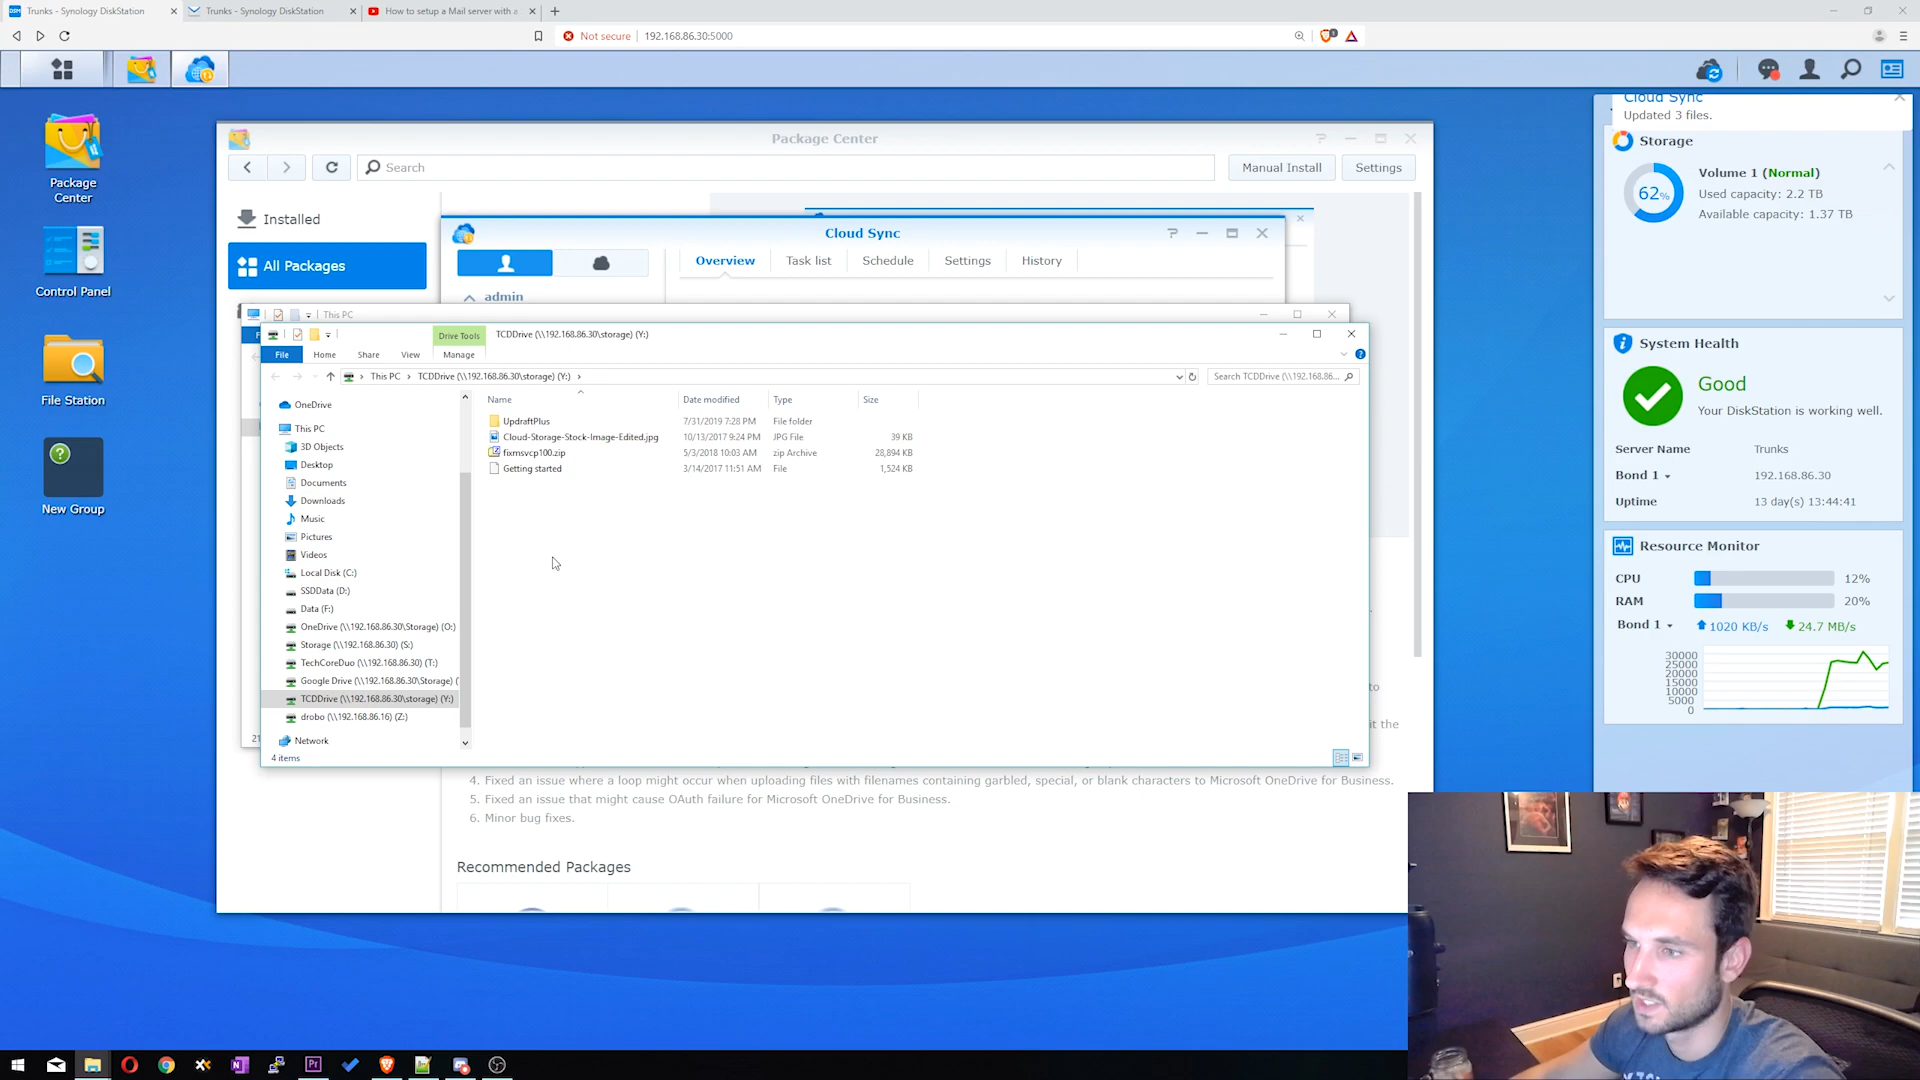 Trunks - Synology DiskStation
Trunks - Synology DiskStation
How to setup a Mail server with a
Not secure
192.168.86.30:5000
Package Center
Control Panel
File Station
New Group
Package Center
Search
Manual Install
Settings
Installed
All Packages
Cloud Sync
Overview
Task list
Schedule
Settings
History
admin
This PC
Drive Tools
TCDDrive (\\192.168.86.30\storage) (Y:)
File
Home
Share
View
Manage
This PC
TCDDrive (\\192.168.86.30\storage) (Y:)
Search TCDDrive (\\192.168.86...
OneDrive
This PC
3D Objects
Desktop
Documents
Downloads
Music
Pictures
Videos
Local Disk (C:)
SSDData (D:)
Data (F:)
OneDrive (\\192.168.86.30\Storage) (O:)
Storage (\\192.168.86.30) (S:)
TechCoreDuo (\\192.168.86.30) (T:)
Google Drive (\\192.168.86.30\Storage) (
TCDDrive (\\192.168.86.30\storage) (Y:)
drobo (\\192.168.86.16) (Z:)
Network
4 items
Name Date modified Type Size
UpdraftPlus 7/31/2019 7:28 PM File folder
Cloud-Storage-Stock-Image-Edited.jpg 10/13/2017 9:24 PM JPG File 39 KB
fixmsvcp100.zip 5/3/2018 10:03 AM zip Archive 28,894 KB
Getting started 3/14/2017 11:51 AM File 1,524 KB
to
it the
4. Fixed an issue where a loop might occur when uploading files with filenames containing garbled, special, or blank characters to Microsoft OneDrive for Business.
5. Fixed an issue that might cause OAuth failure for Microsoft OneDrive for Business.
6. Minor bug fixes.
Recommended Packages
Cloud Sync
Updated 3 files.
Storage
62%
Volume 1 (Normal)
Used capacity: 2.2 TB
Available capacity: 1.37 TB
System Health
Good
Your DiskStation is working well.
Server Name Trunks
Bond 1 192.168.86.30
Uptime 13 day(s) 13:44:41
Resource Monitor
CPU 12%
RAM 20%
Bond 1 1020 KB/s 24.7 MB/s
30000
25000
20000
15000
10000
5000
0